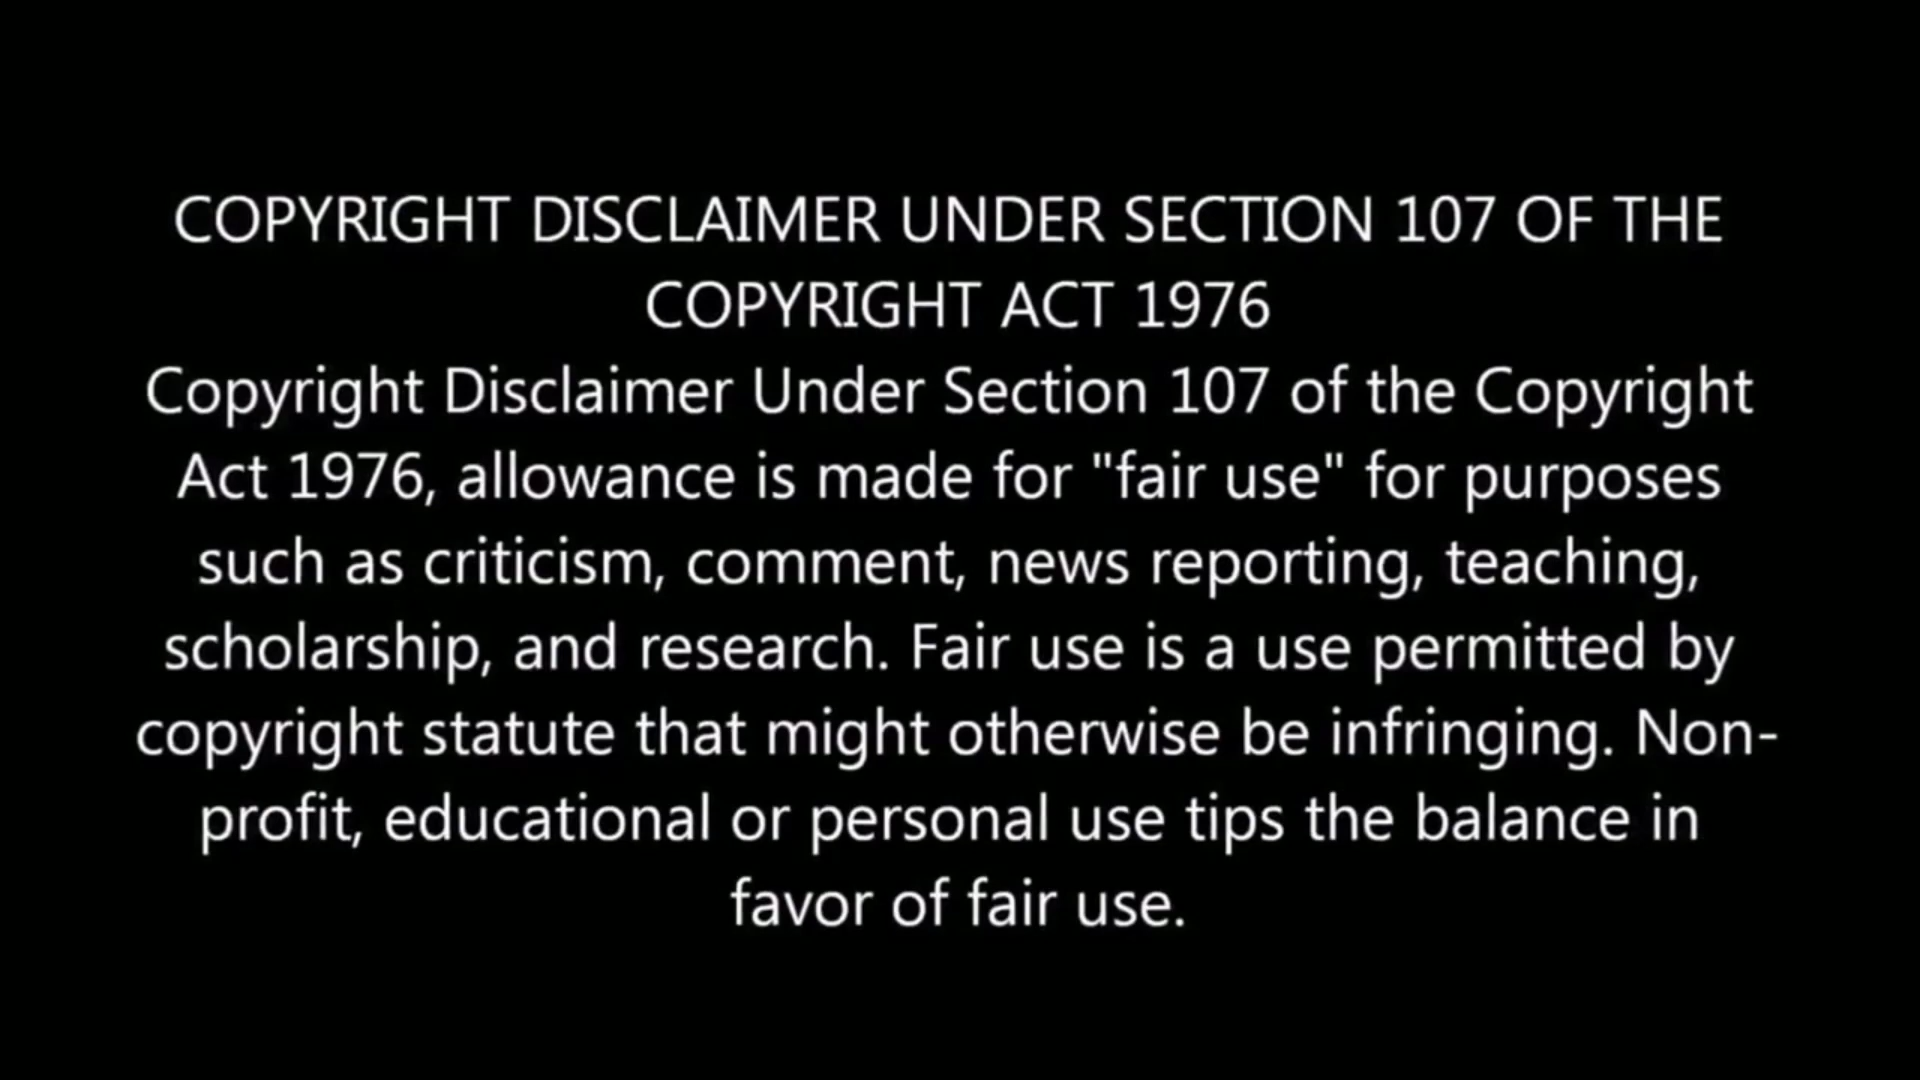 COPYRIGHT DISCLAIMER UNDER SECTION 107 OF THE
COPYRIGHT ACT 1976
Copyright Disclaimer Under Section 107 of the Copyright
Act 1976, allowance is made for "fair use" for purposes
such as criticism, comment, news reporting, teaching,
scholarship, and research. Fair use is a use permitted by
copyright statute that might otherwise be infringing. Non-
profit, educational or personal use tips the balance in
favor of fair use.